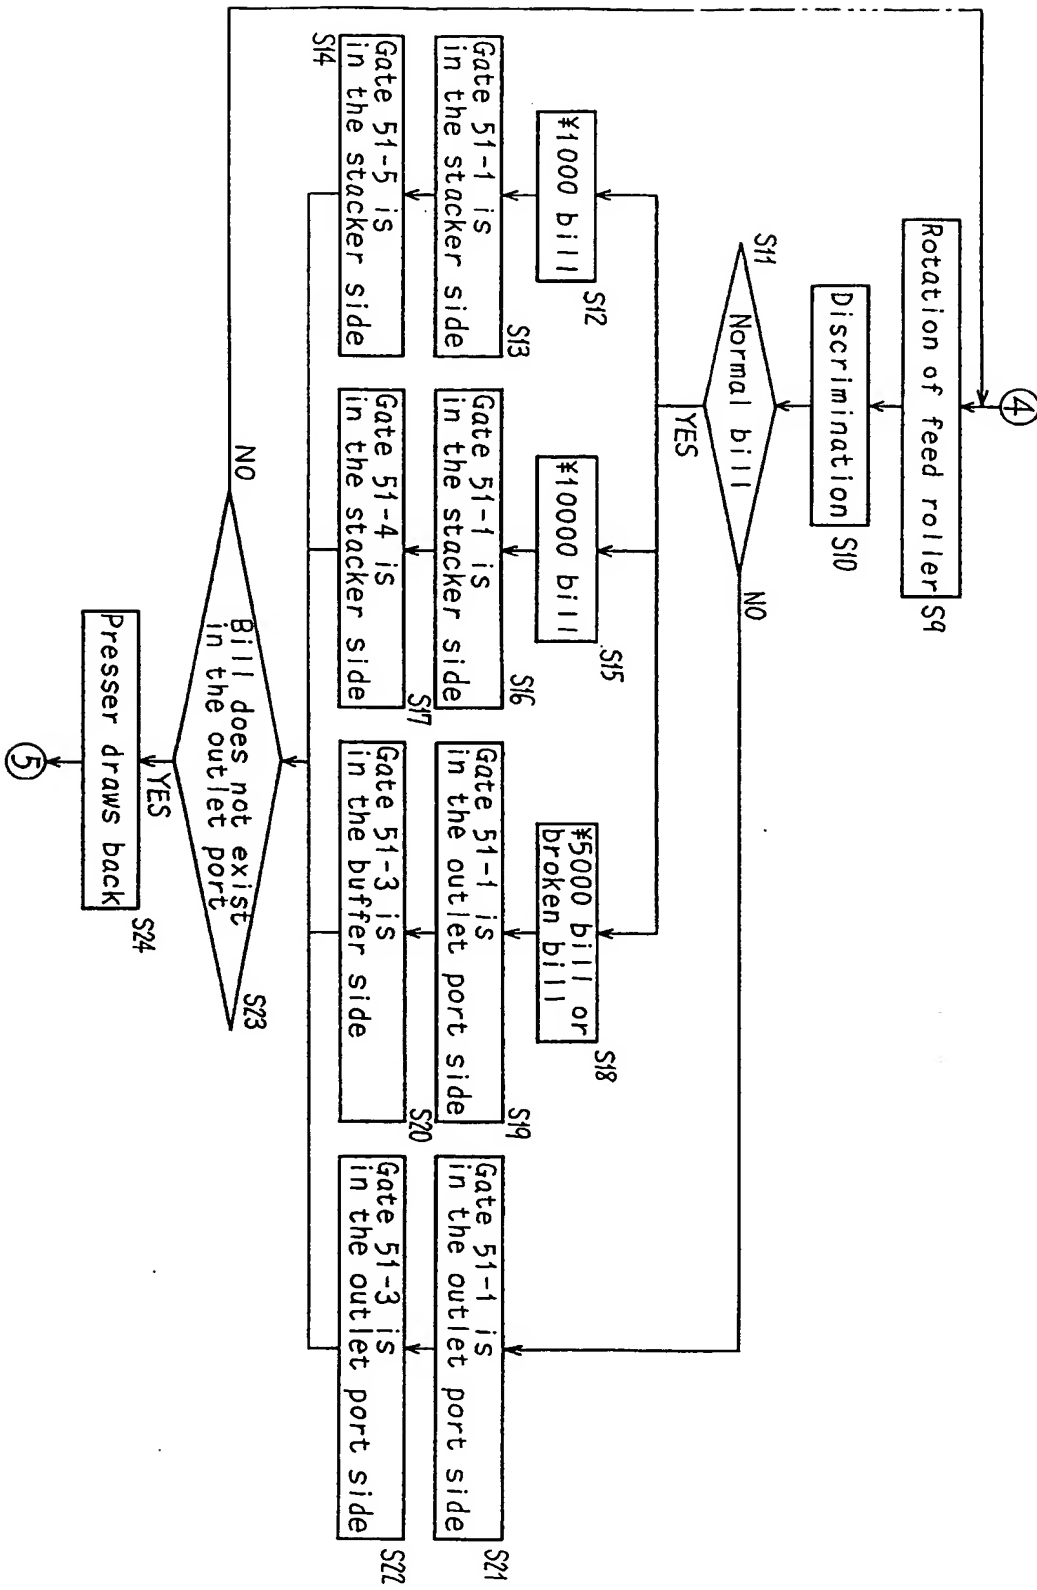 ④
Rotation of feed roller
S9
Discrimination
S10
S11
Normal bill
NO
YES
¥1000 bill
S12
Gate 51-1 is
in the stacker side
S13
Gate 51-5 is
in the stacker side
S14
¥10000 bill
S15
Gate 51-1 is
in the stacker side
S16
Gate 51-4 is
in the stacker side
S17
¥5000 bill or
broken bill
S18
Gate 51-1 is
in the outlet port side
S19
Gate 51-3 is
in the buffer side
S20
Gate 51-1 is
in the outlet port side
S21
Gate 51-3 is
in the outlet port side
S22
NO
Bill does not exist
in the outlet port
S23
YES
Presser draws back
S24
⑤